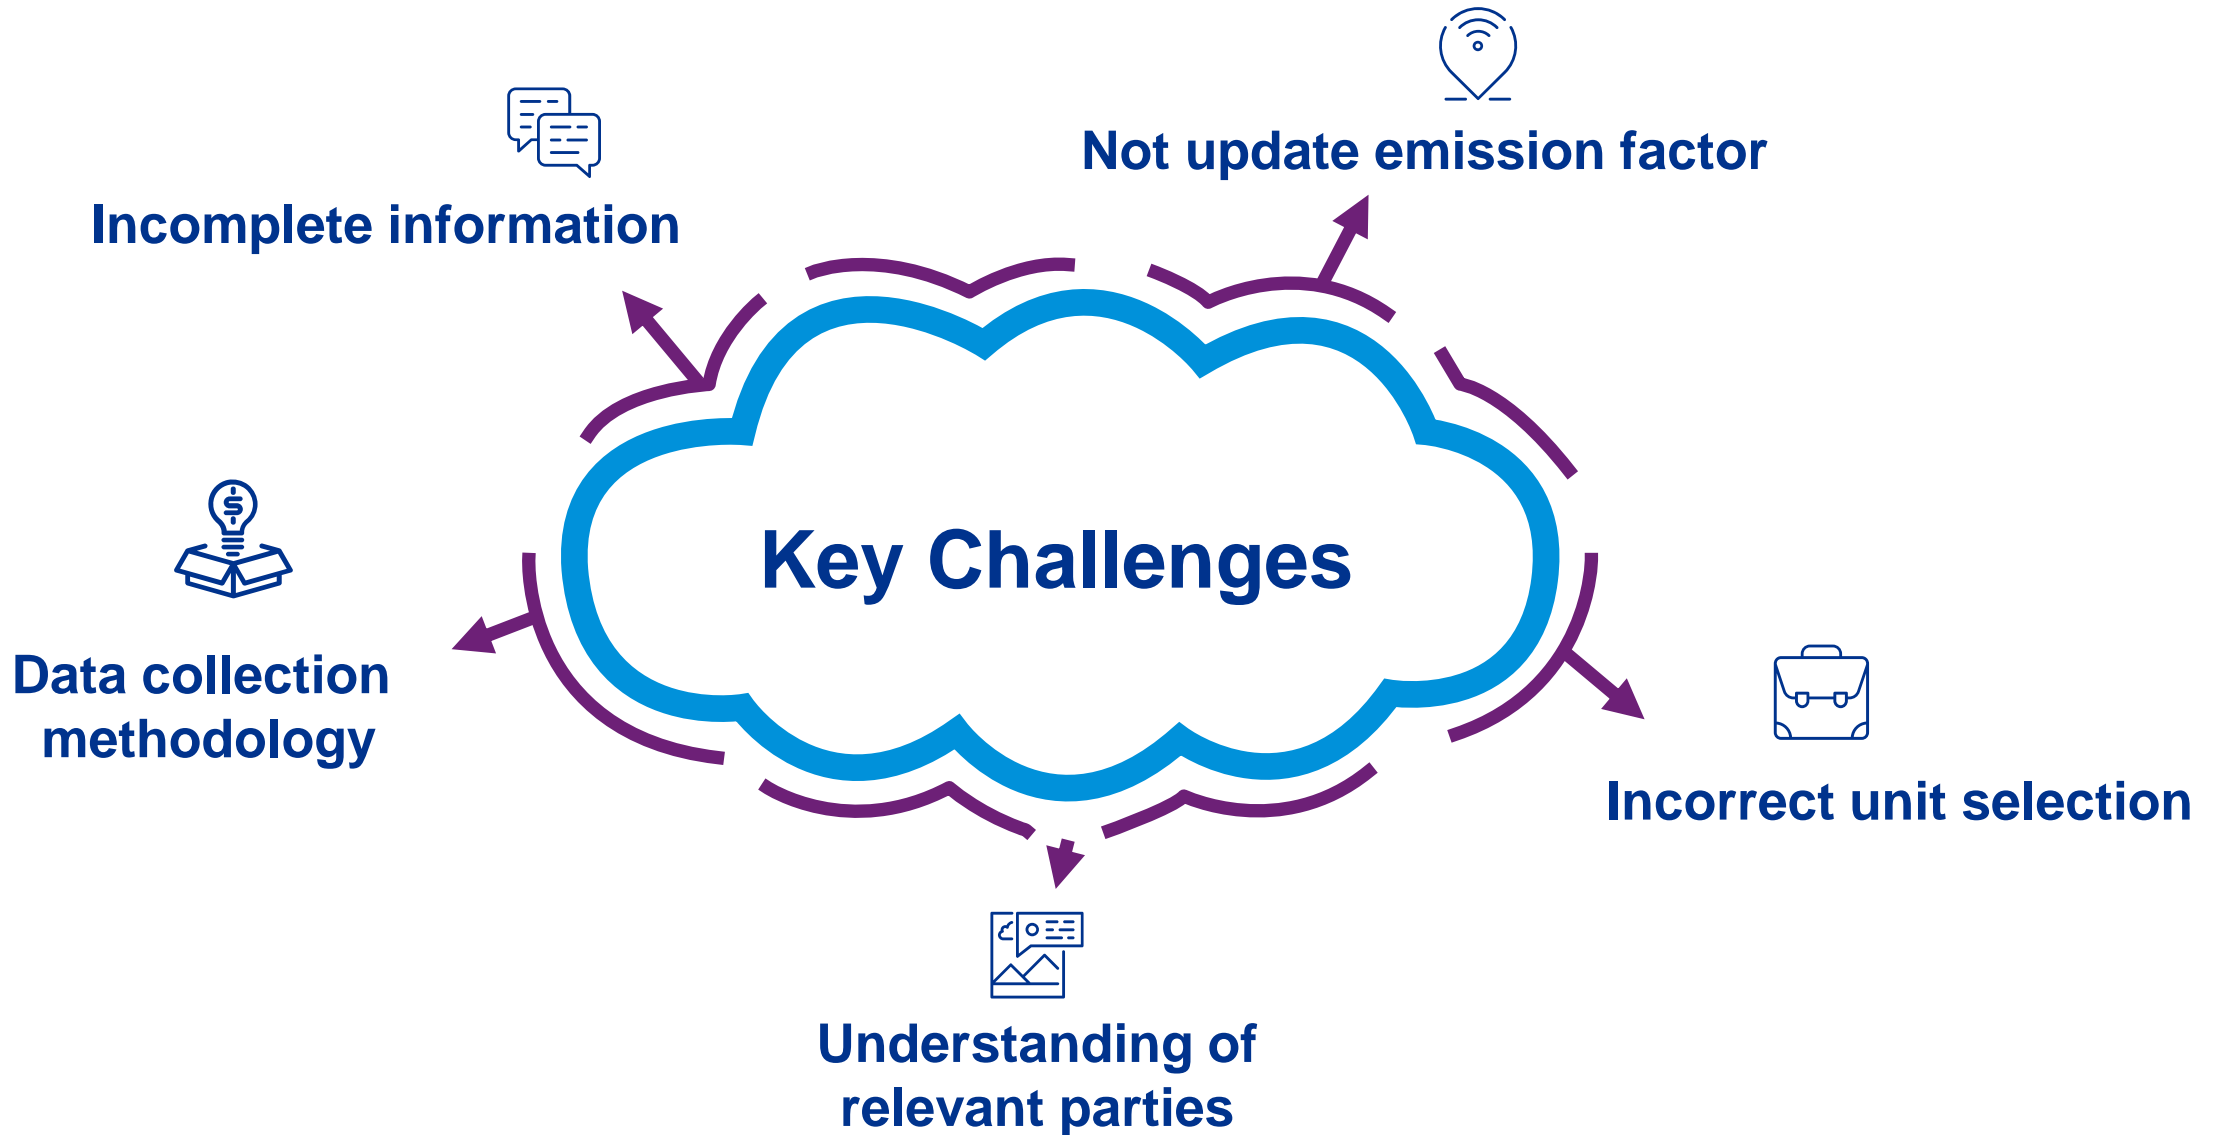 Not update emission factor
Incomplete information
Key Challenges
Data collection
methodology
Incorrect unit selection
Understanding of
relevant parties